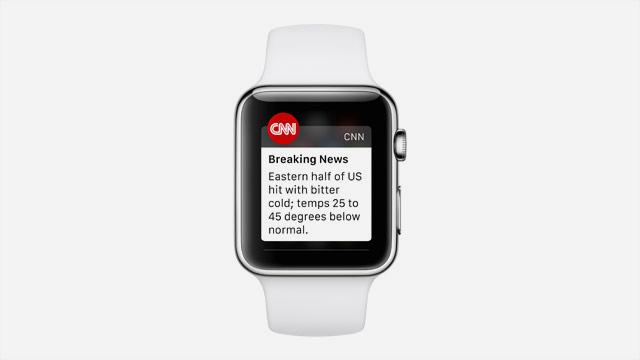 CNN
CNN
Breaking News
Eastern half of US
hit with bitter
cold; temps 25 to
45 degrees below
normal.